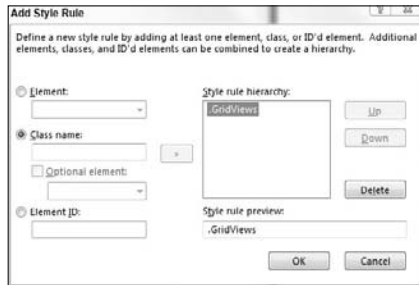 Add Style Rule
Define a new style rule by adding at least one element, class, or ID'd element. Additional
elements, classes, and ID'd elements can be combined to create a hierarchy.
Element:
Class name:
Optional element:
Element ID:
>
Style rule hierarchy:
.GridViews
Up
Down
Delete
Style rule preview:
.GridViews
OK
Cancel